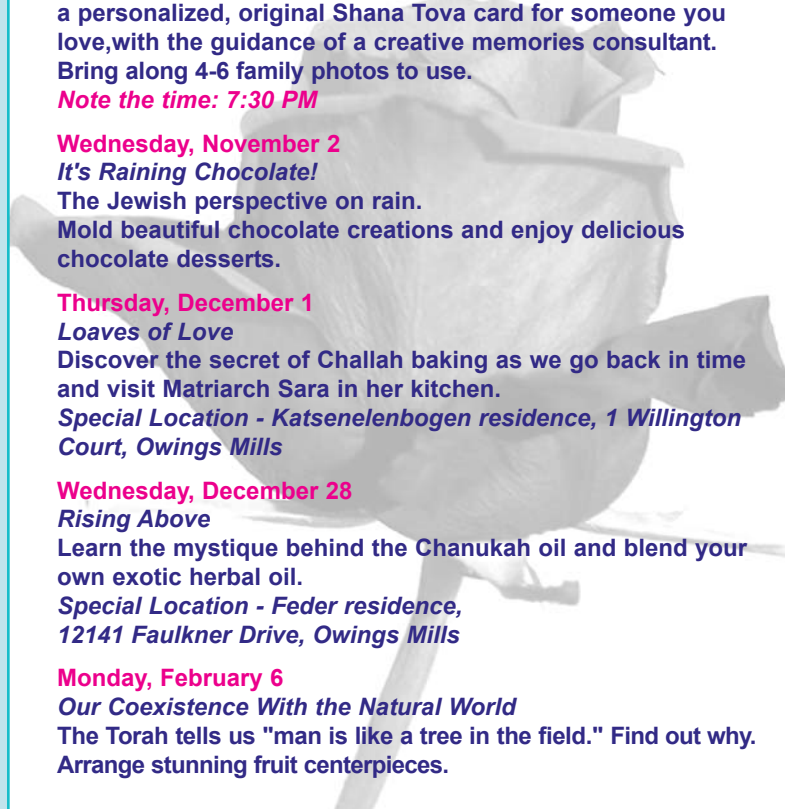 a personalized, original Shana Tova card for someone you
love,with the guidance of a creative memories consultant.
Bring along 4-6 family photos to use.
Note the time: 7:30 PM
Wednesday, November 2
It's Raining Chocolate!
The Jewish perspective on rain.
Mold beautiful chocolate creations and enjoy delicious
chocolate desserts.
Thursday, December 1
Loaves of Love
Discover the secret of Challah baking as we go back in time
and visit Matriarch Sara in her kitchen.
Special Location - Katsenelenbogen residence, 1 Willington
Court, Owings Mills
Wednesday, December 28
Rising Above
Learn the mystique behind the Chanukah oil and blend your
own exotic herbal oil.
Special Location - Feder residence,
12141 Faulkner Drive, Owings Mills
Monday, February 6
Our Coexistence With the Natural World
The Torah tells us "man is like a tree in the field." Find out why.
Arrange stunning fruit centerpieces.